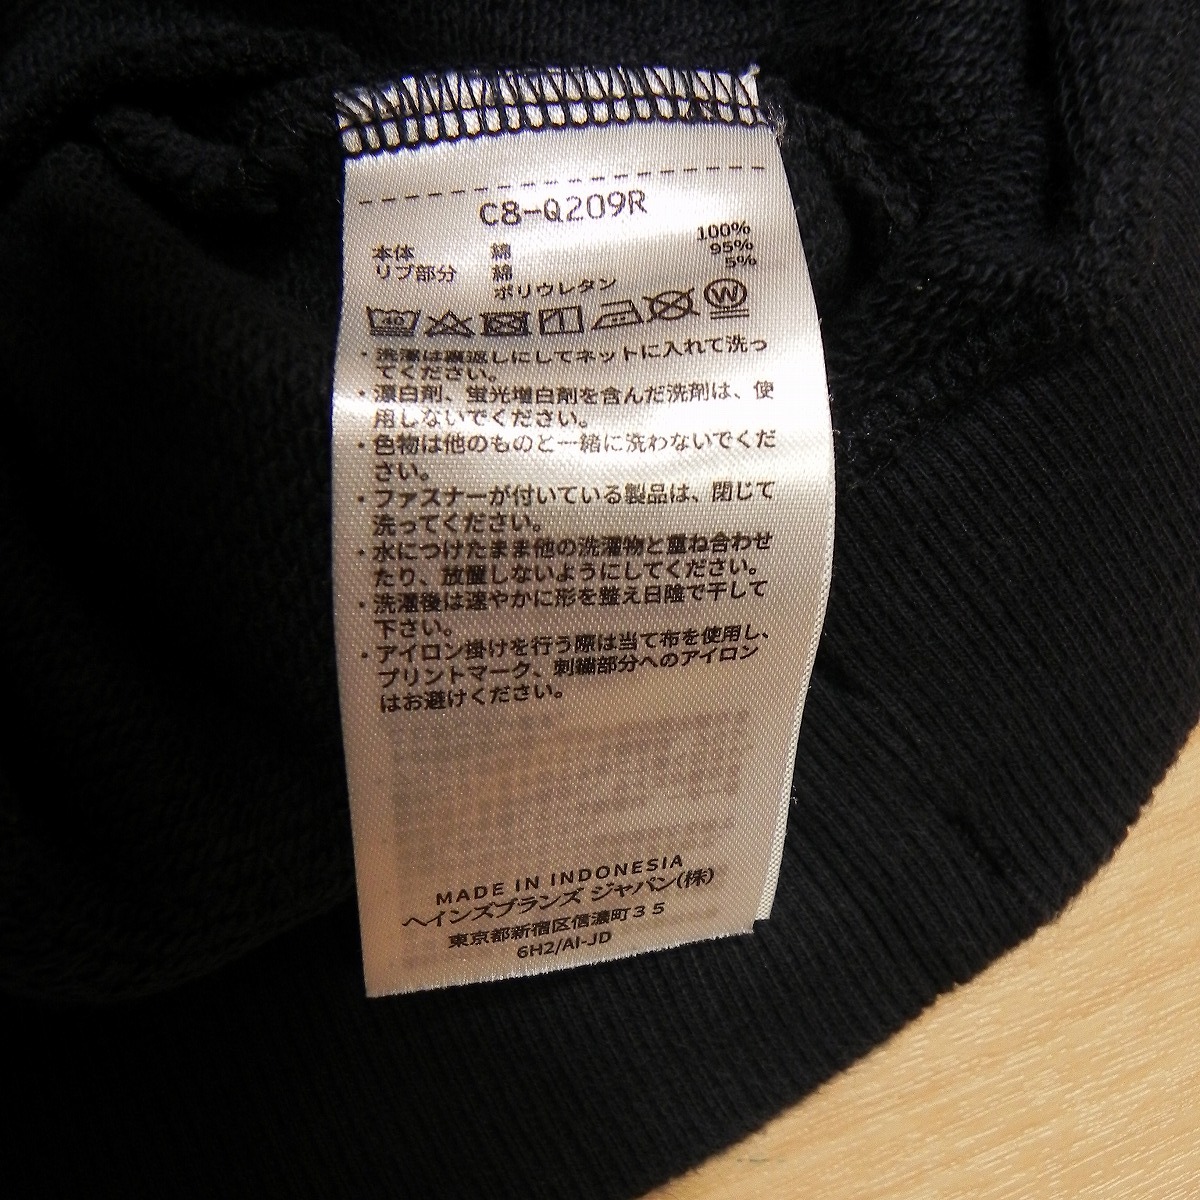 C8-Q209R
本体 綿 100%
リブ部分 綿 95%
ポリウレタン 5%
40
W
・洗濯は裏返しにしてネットに入れて洗っ
てください。
・漂白剤、蛍光増白剤を含んだ洗剤は、使
用しないでください。
・色物は他のものと一緒に洗わないでくだ
さい。
・ファスナーが付いている製品は、閉じて
洗ってください。
・水につけたまま他の洗濯物と重ね合わせ
たり、放置しないようにしてください。
・洗濯後は速やかに形を整え日陰で干して
下さい。
・アイロン掛けを行う際は当て布を使用し、
プリントマーク、刺繍部分へのアイロン
はお避けください。
MADE IN INDONESIA
ヘインズブランズ ジャパン(株)
東京都新宿区信濃町35
6H2/AI-JD